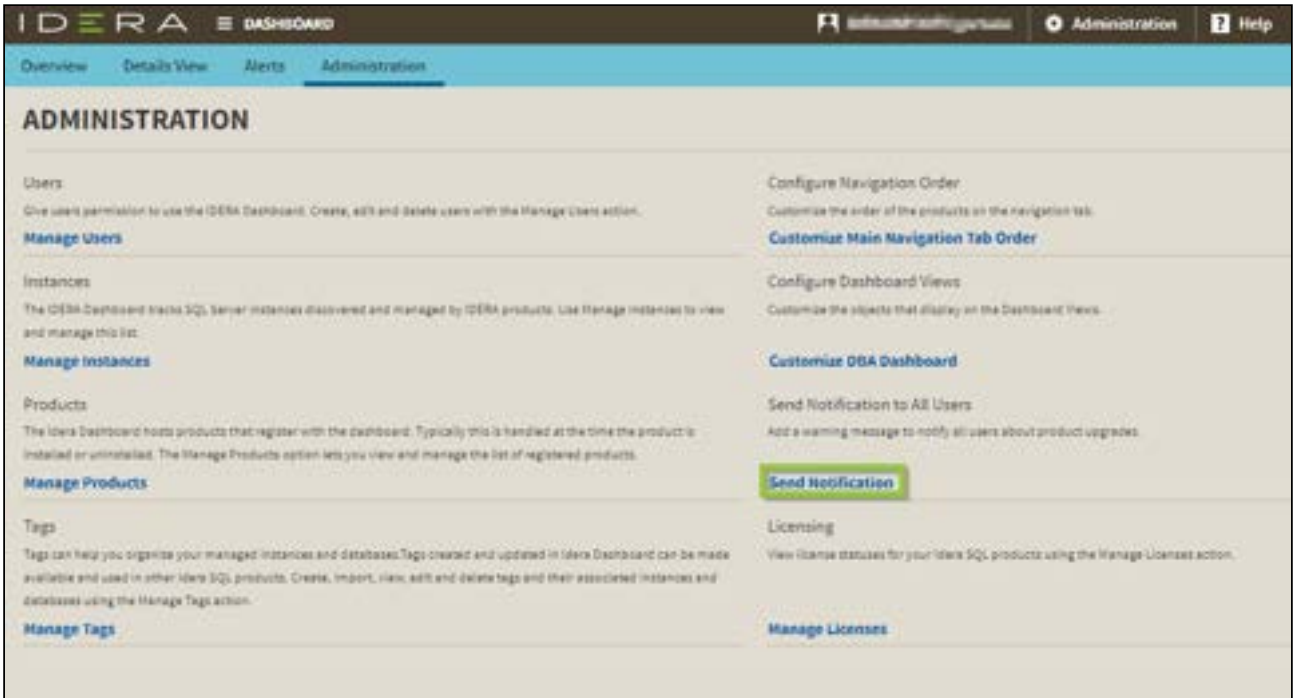 IDERA DASHBOARD
Administration
Help
Overview Details View Alerts Administration
ADMINISTRATION
Users
Give users permission to use the IDERA Dashboard. Create, edit and delete users with the Manage Users action.
Manage Users
Instances
The IDERA Dashboard tracks SQL Server instances discovered and managed by IDERA products. Use Manage Instances to view
and manage this list.
Manage Instances
Products
The Idera Dashboard hosts products that register with the dashboard. Typically this is handled at the time the product is
installed or uninstalled. The Manage Products option lets you view and manage the list of registered products.
Manage Products
Tags
Tags can help you organize your managed instances and databases.Tags created and updated in Idera Dashboard can be made
available and used in other Idera SQL products. Create, import, view, edit and delete tags and their associated instances and
databases using the Manage Tags action.
Manage Tags
Configure Navigation Order
Customize the order of the products on the navigation tab.
Customize Main Navigation Tab Order
Configure Dashboard Views
Customize the objects that display on the Dashboard Views.
Customize DBA Dashboard
Send Notification to All Users
Add a warning message to notify all users about product upgrades.
Send Notification
Licensing
View license statuses for your Idera SQL products using the Manage Licenses action.
Manage Licenses